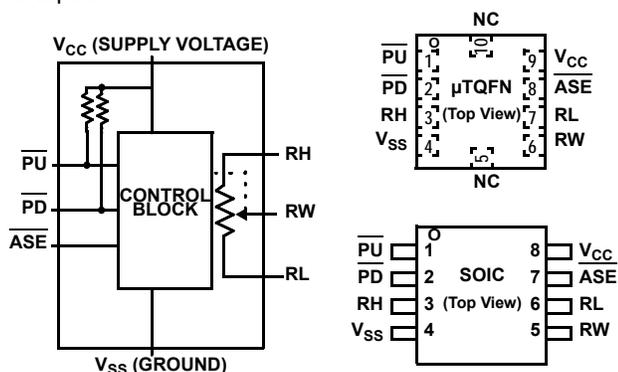 V_CC (SUPPLY VOLTAGE)
PU
PD
ASE
CONTROL
BLOCK
RH
RW
RL
V_SS (GROUND)
NC
PU 1 10 9 V_CC
PD 2 µTQFN 8 ASE
RH 3 (Top View) 7 RL
V_SS 4 5 6 RW
NC
PU 1 8 V_CC
PD 2 SOIC 7 ASE
RH 3 (Top View) 6 RL
V_SS 4 5 RW